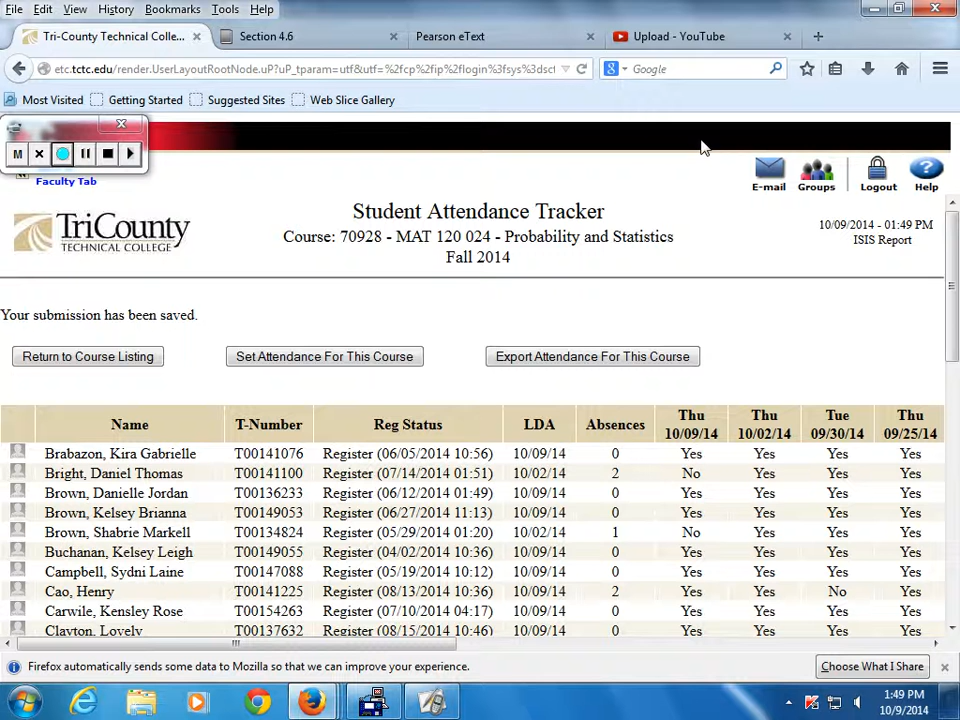 File Edit View History Bookmarks Tools Help
Tri-County Technical Colle... × Section 4.6 × Pearson eText × Upload - YouTube × +
etc.tctc.edu/render.UserLayoutRootNode.uP?uP_tparam=utf&utf=%2fcp%2fip%2flogin%3fsys%3dsct Google
Most Visited Getting Started Suggested Sites Web Slice Gallery
M
Faculty Tab
E-mail Groups Logout Help
TriCounty
TECHNICAL COLLEGE
Student Attendance Tracker
Course: 70928 - MAT 120 024 - Probability and Statistics
Fall 2014
10/09/2014 - 01:49 PM
ISIS Report
Your submission has been saved.
Return to Course Listing Set Attendance For This Course Export Attendance For This Course
Name T-Number Reg Status LDA Absences Thu 10/09/14 Thu 10/02/14 Tue 09/30/14 Thu 09/25/14
Brabazon, Kira Gabrielle T00141076 Register (06/05/2014 10:56) 10/09/14 0 Yes Yes Yes Yes
Bright, Daniel Thomas T00141100 Register (07/14/2014 01:51) 10/02/14 2 No Yes Yes Yes
Brown, Danielle Jordan T00136233 Register (06/12/2014 01:49) 10/09/14 0 Yes Yes Yes Yes
Brown, Kelsey Brianna T00149053 Register (06/27/2014 11:13) 10/09/14 0 Yes Yes Yes Yes
Brown, Shabrie Markell T00134824 Register (05/29/2014 01:20) 10/02/14 1 No Yes Yes Yes
Buchanan, Kelsey Leigh T00149055 Register (04/02/2014 10:36) 10/09/14 0 Yes Yes Yes Yes
Campbell, Sydni Laine T00147088 Register (05/19/2014 10:12) 10/09/14 0 Yes Yes Yes Yes
Cao, Henry T00141225 Register (08/13/2014 10:36) 10/09/14 2 Yes Yes No Yes
Carwile, Kensley Rose T00154263 Register (07/10/2014 04:17) 10/09/14 0 Yes Yes Yes Yes
Clayton, Lovely T00137632 Register (08/15/2014 10:46) 10/09/14 0 Yes Yes Yes Yes
Firefox automatically sends some data to Mozilla so that we can improve your experience. Choose What I Share ×
1:49 PM
10/9/2014